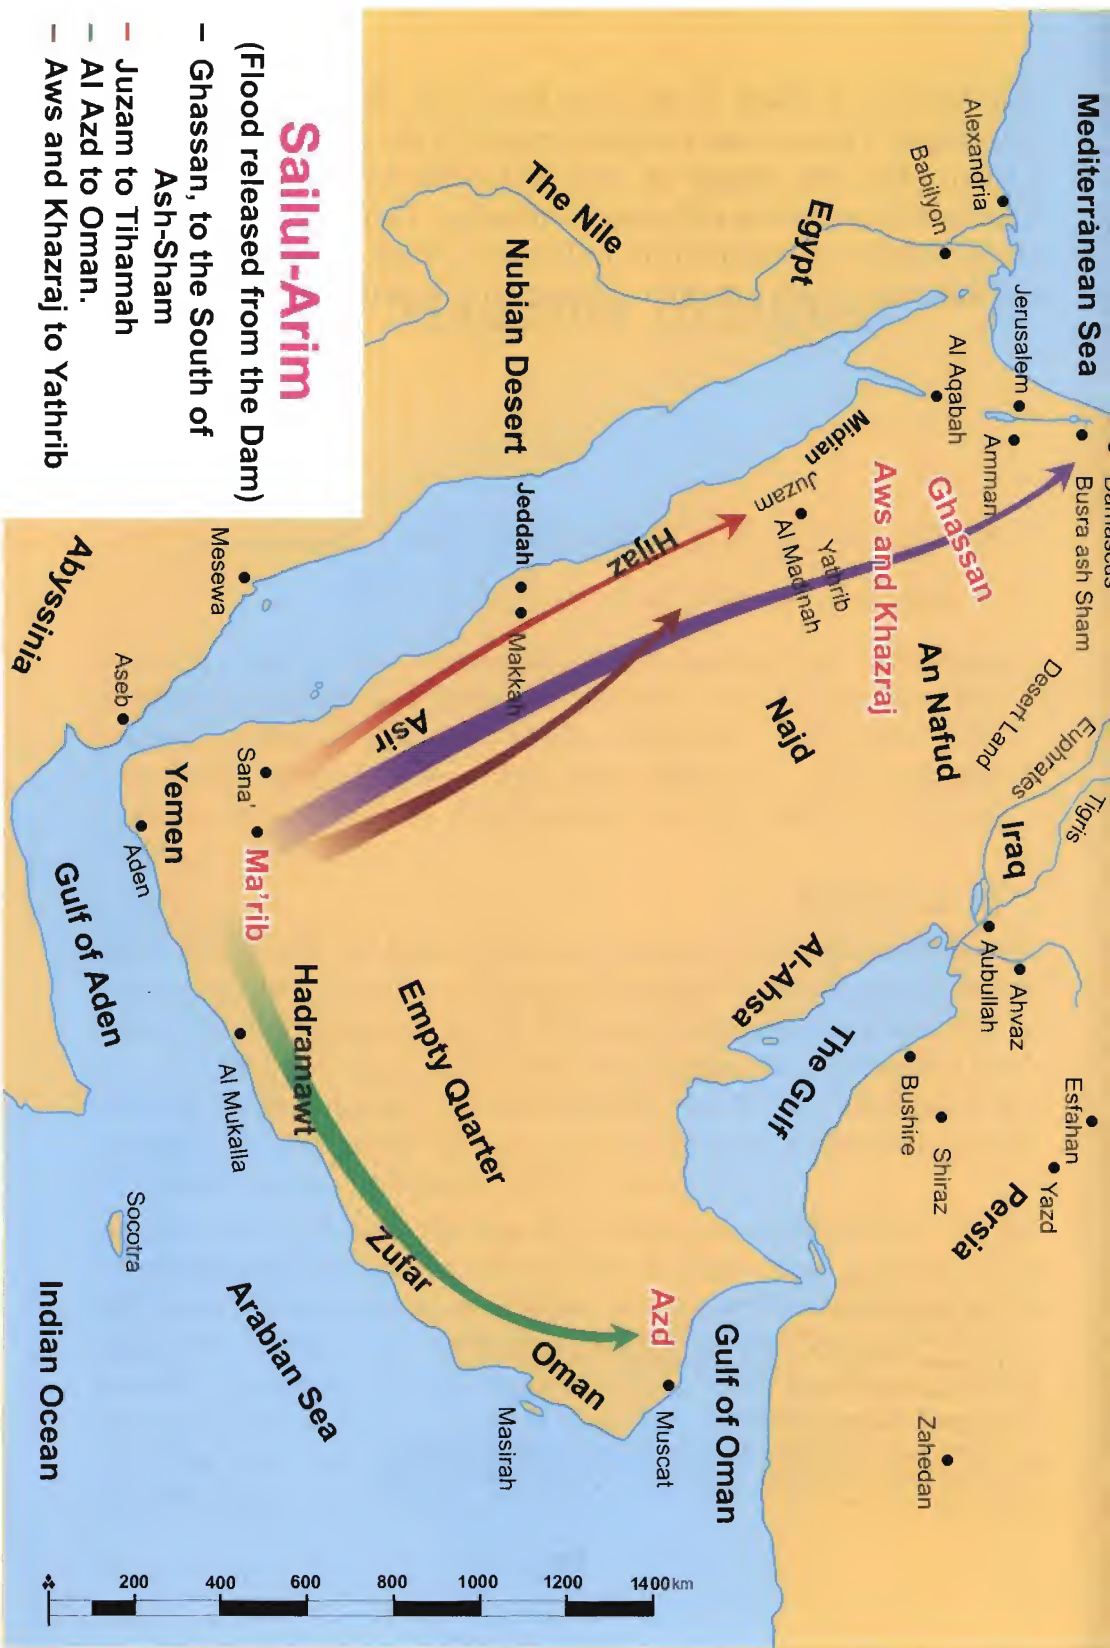 Mediterranean Sea
Alexandria
Babilyon
Egypt
The Nile
Nubian Desert
Jerusalem
Al Aqabah
Amman
Busra ash Sham
Midian
Juzam
Yathrib
Al Madinah
Aws and Khazraj
Ghassan
An Nafud
Desert Land
Euphrates
Tigris
Iraq
Najd
Hijaz
Jeddah
Makkah
Asir
Mesewa
Aseb
Abyssinia
Sana'
Yemen
Aden
Ma'rib
Gulf of Aden
Hadramawt
Al Mukalla
Empty Quarter
Al-Ahsa
The Gulf
Aubullah
Ahvaz
Bushire
Shiraz
Esfahan
Yazd
Persia
Zahedan
Zufar
Oman
Azd
Muscat
Gulf of Oman
Masirah
Socotra
Arabian Sea
Indian Ocean
Sailul-Arim
(Flood released from the Dam)
– Ghassan, to the South of
Ash-Sham
– Juzam to Tihamah
– Al Azd to Oman.
– Aws and Khazraj to Yathrib
200 400 600 800 1000 1200 1400 km